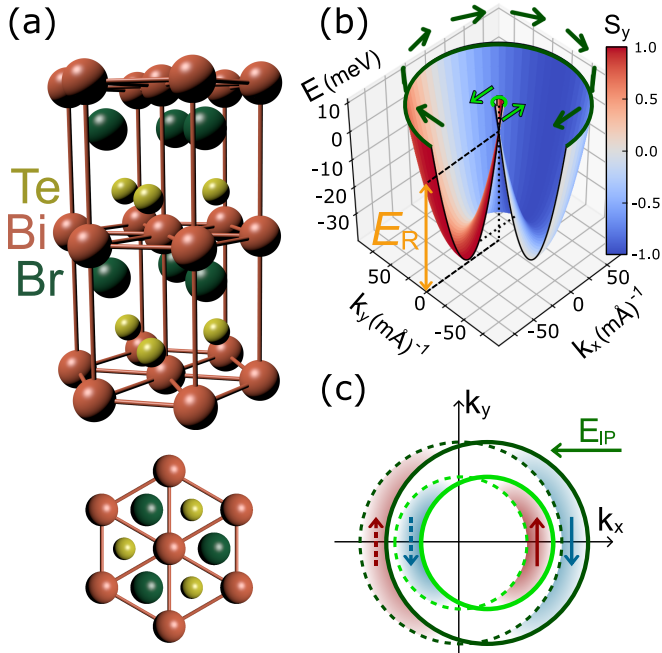 (a)
Te
Bi
Br
(b)
S_y
E (meV)
10
0
-10
-20
-30
E_R
50
0
-50
k_y (mÅ)^-1
-50
0
50
k_x (mÅ)^-1
1.0
0.5
0.0
-0.5
-1.0
(c)
k_y
E_IP
k_x